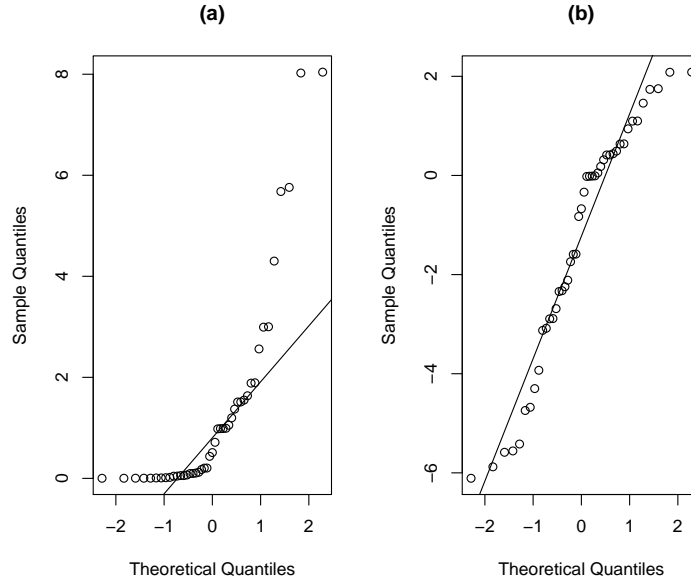 (a)
Sample Quantiles
8
6
4
2
0
−2 −1 0 1 2
Theoretical Quantiles
(b)
Sample Quantiles
2
0
−2
−4
−6
−2 −1 0 1 2
Theoretical Quantiles